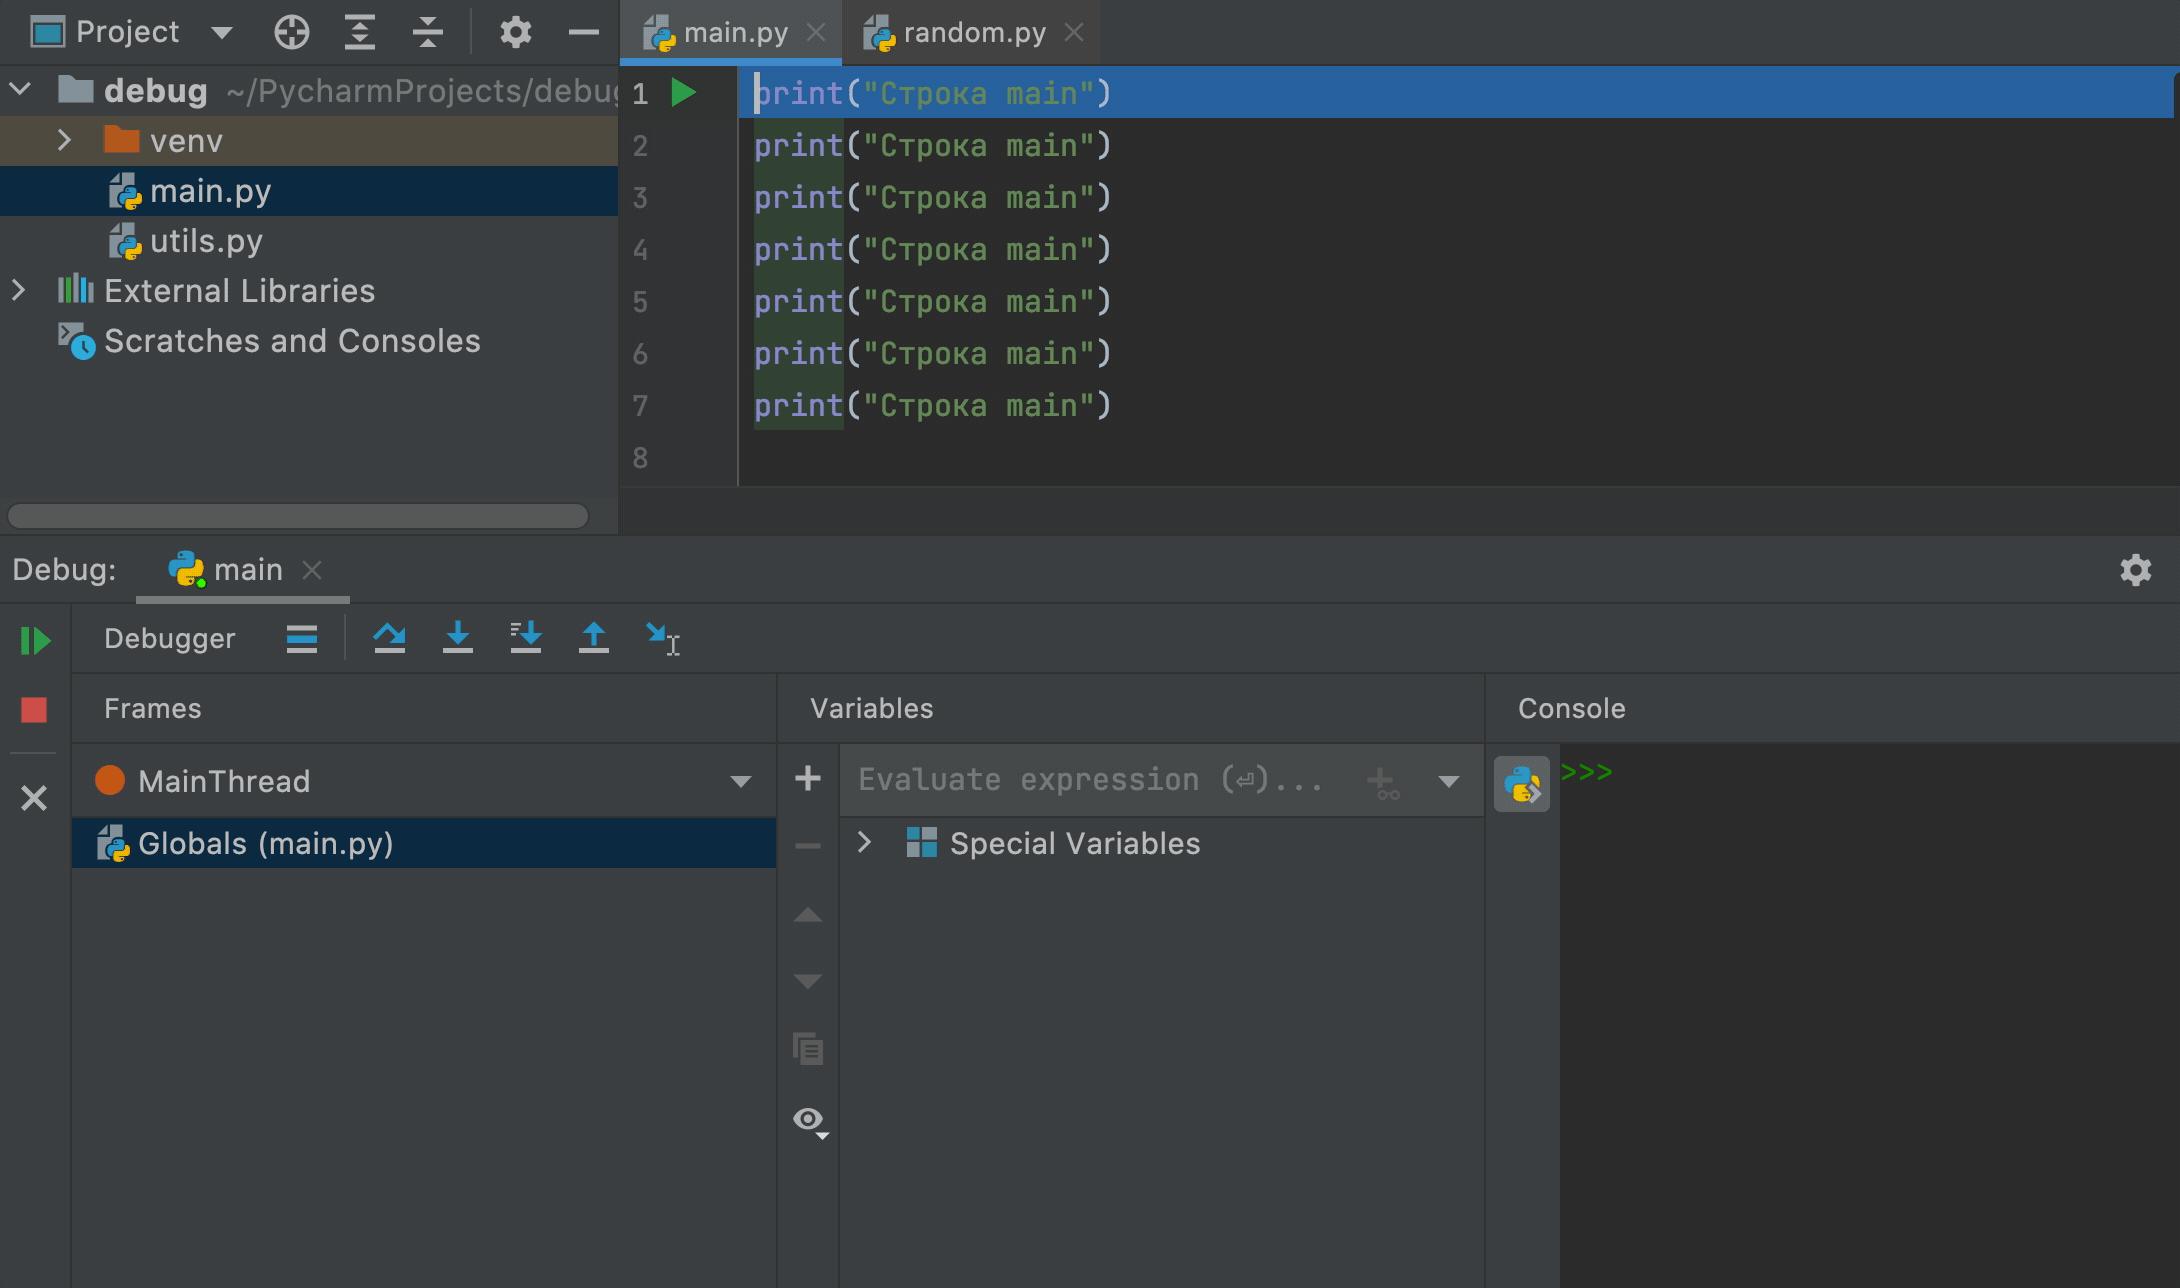 Project
main.py
random.py
debug ~/PycharmProjects/debug
venv
main.py
utils.py
External Libraries
Scratches and Consoles
1 print("Строка main")
2 print("Строка main")
3 print("Строка main")
4 print("Строка main")
5 print("Строка main")
6 print("Строка main")
7 print("Строка main")
8
Debug: main
Debugger
Frames
Variables
Console
MainThread
Evaluate expression (⏎)...
>>>
Globals (main.py)
Special Variables